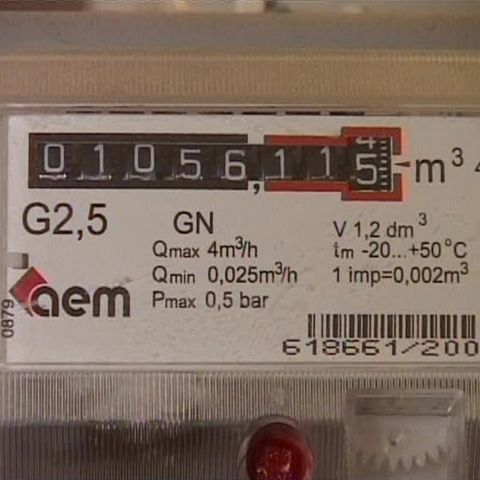 01056,115 m³
G2,5 GN V 1,2 dm³
Qmax 4m³/h tm -20...+50°C
Qmin 0,025m³/h 1 imp=0,002m³
Pmax 0,5 bar
aem
0879
618661/200